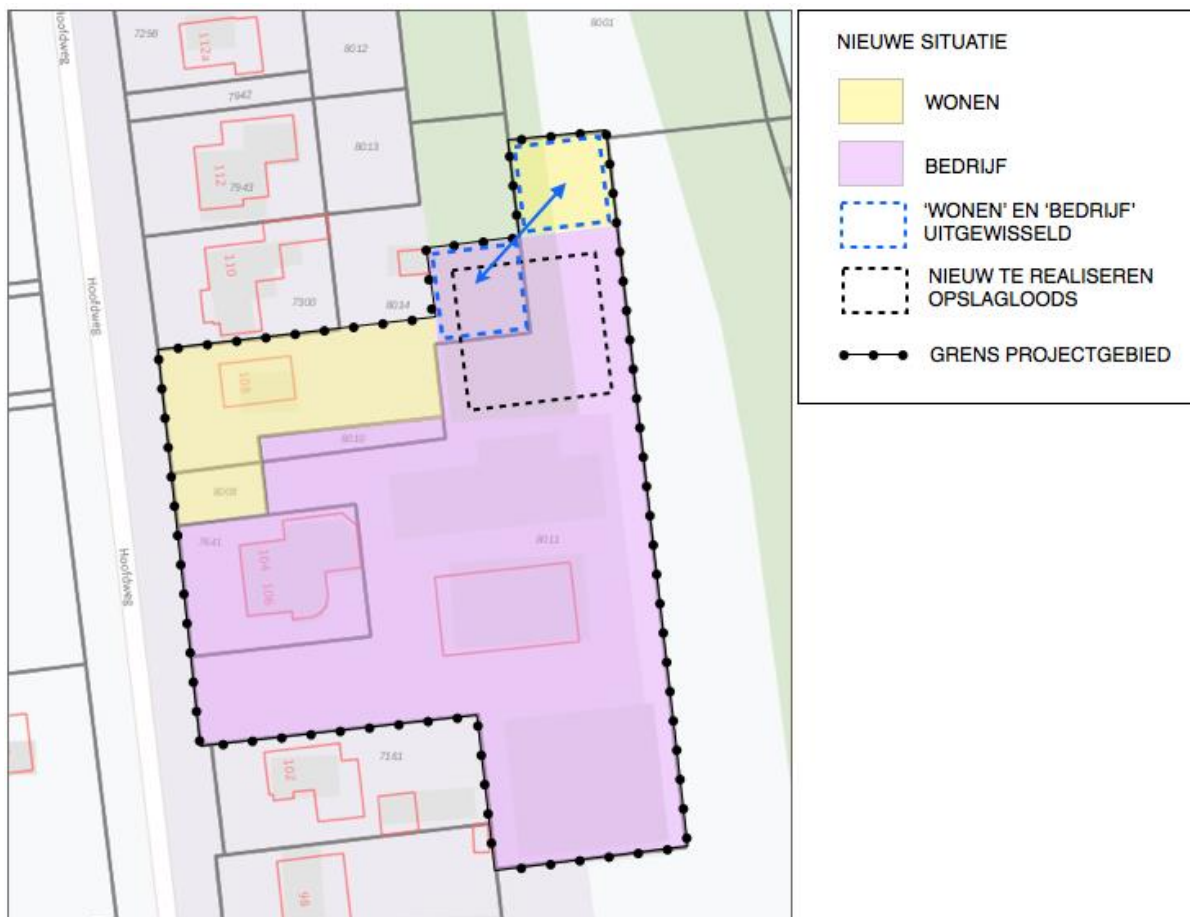 Hoofdweg
7298
112a
8012
8001
7942
112
7943
8013
110
7300
8014
Hoofdweg
108
8010
8008
7641
104
106
8011
Hoofdweg
102
7161
98
NIEUWE SITUATIE
WONEN
BEDRIJF
'WONEN' EN 'BEDRIJF'
UITGEWISSELD
NIEUW TE REALISEREN
OPSLAGLOODS
GRENS PROJECTGEBIED